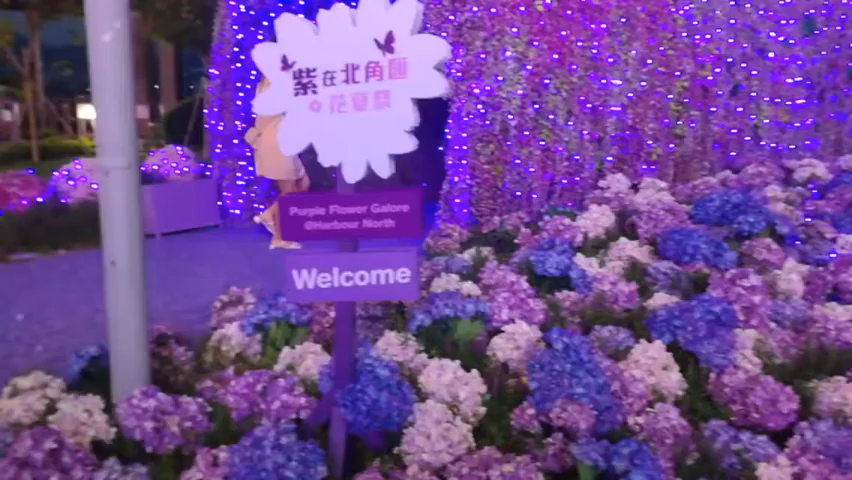 紫在北角匯
花夏祭
Purple Flower Galore
@Harbour North
Welcome